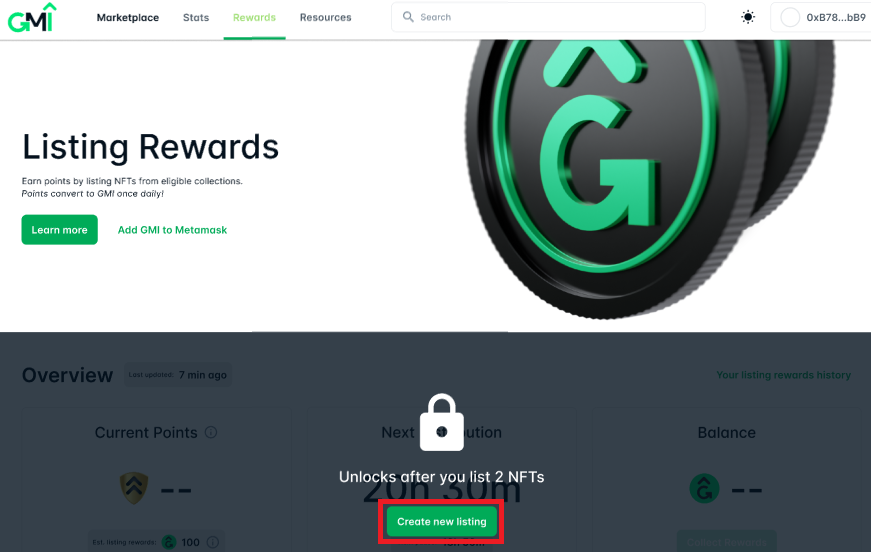 GMI
Marketplace
Stats
Rewards
Resources
Search
0xB78...bB9
Listing Rewards
Earn points by listing NFTs from eligible collections.
Points convert to GMI once daily!
Learn more
Add GMI to Metamask
Overview
Last updated: 7 min ago
Your listing rewards history
Current Points
Next
ution
Balance
--
Unlocks after you list 2 NFTs
20h 30m
--
Create new listing
Est. listing rewards: 100